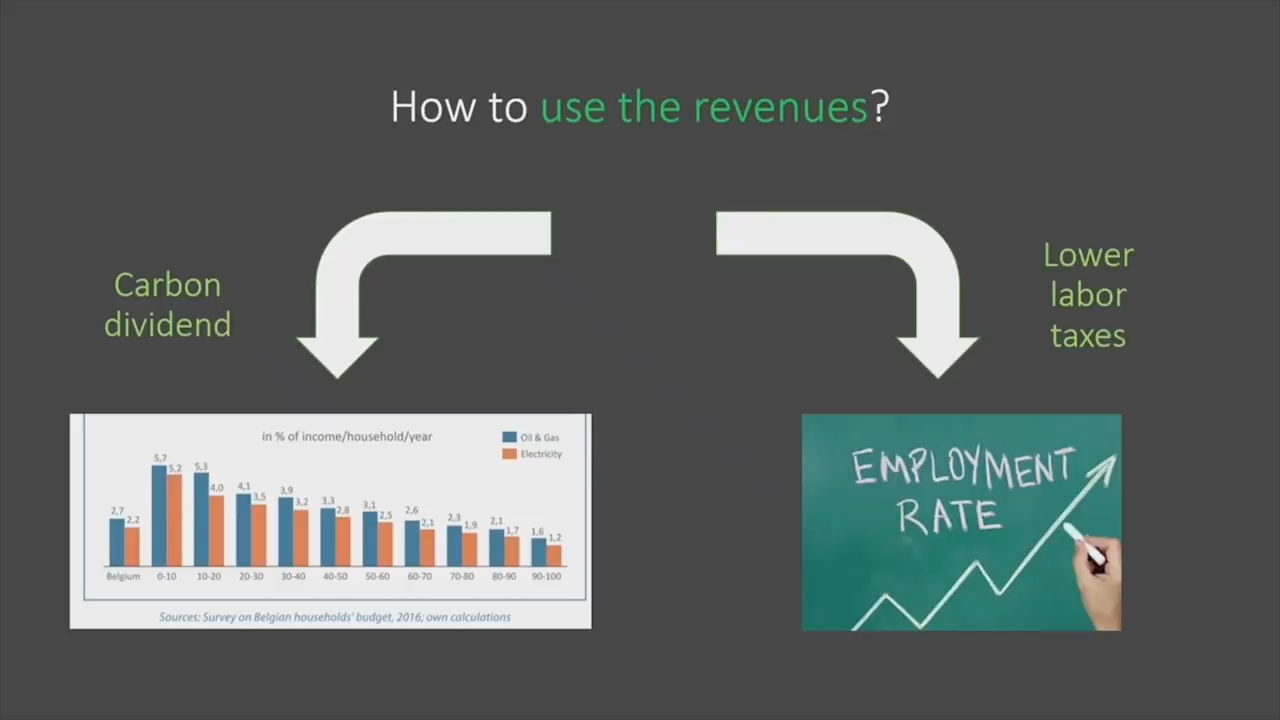 How to use the revenues?
Carbon
dividend
Lower
labor
taxes
in % of income/household/year
Oil & Gas
Electricity
2,7
2,2
5,7
5,2
5,3
4,0
4,1
3,5
3,9
3,2
3,3
2,8
3,1
2,5
2,6
2,1
2,3
1,9
2,1
1,7
1,6
1,2
Belgium 0-10 10-20 20-30 30-40 40-50 50-60 60-70 70-80 80-90 90-100
Sources: Survey on Belgian households' budget, 2016; own calculations
EMPLOYMENT
RATE